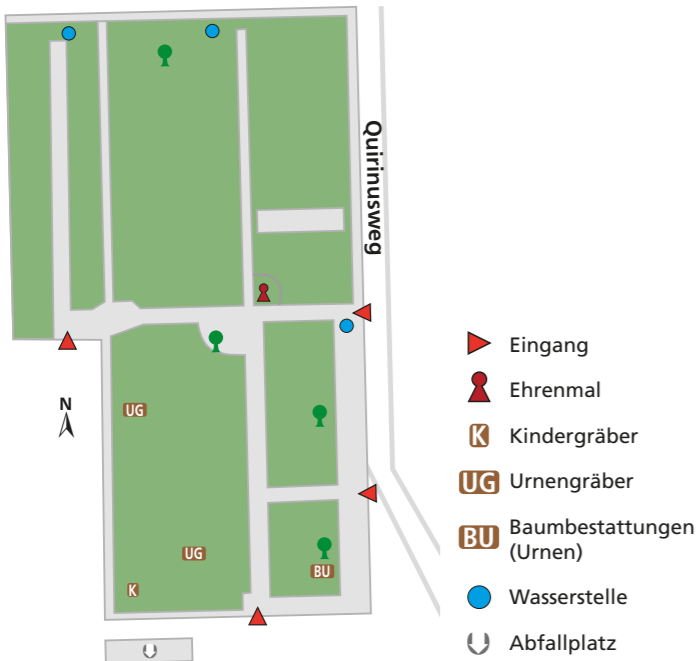 Quirinusweg
N
UG
UG
K
BU
Eingang
Ehrenmal
K Kindergräber
UG Urnengräber
BU Baumbestattungen
(Urnen)
Wasserstelle
Abfallplatz